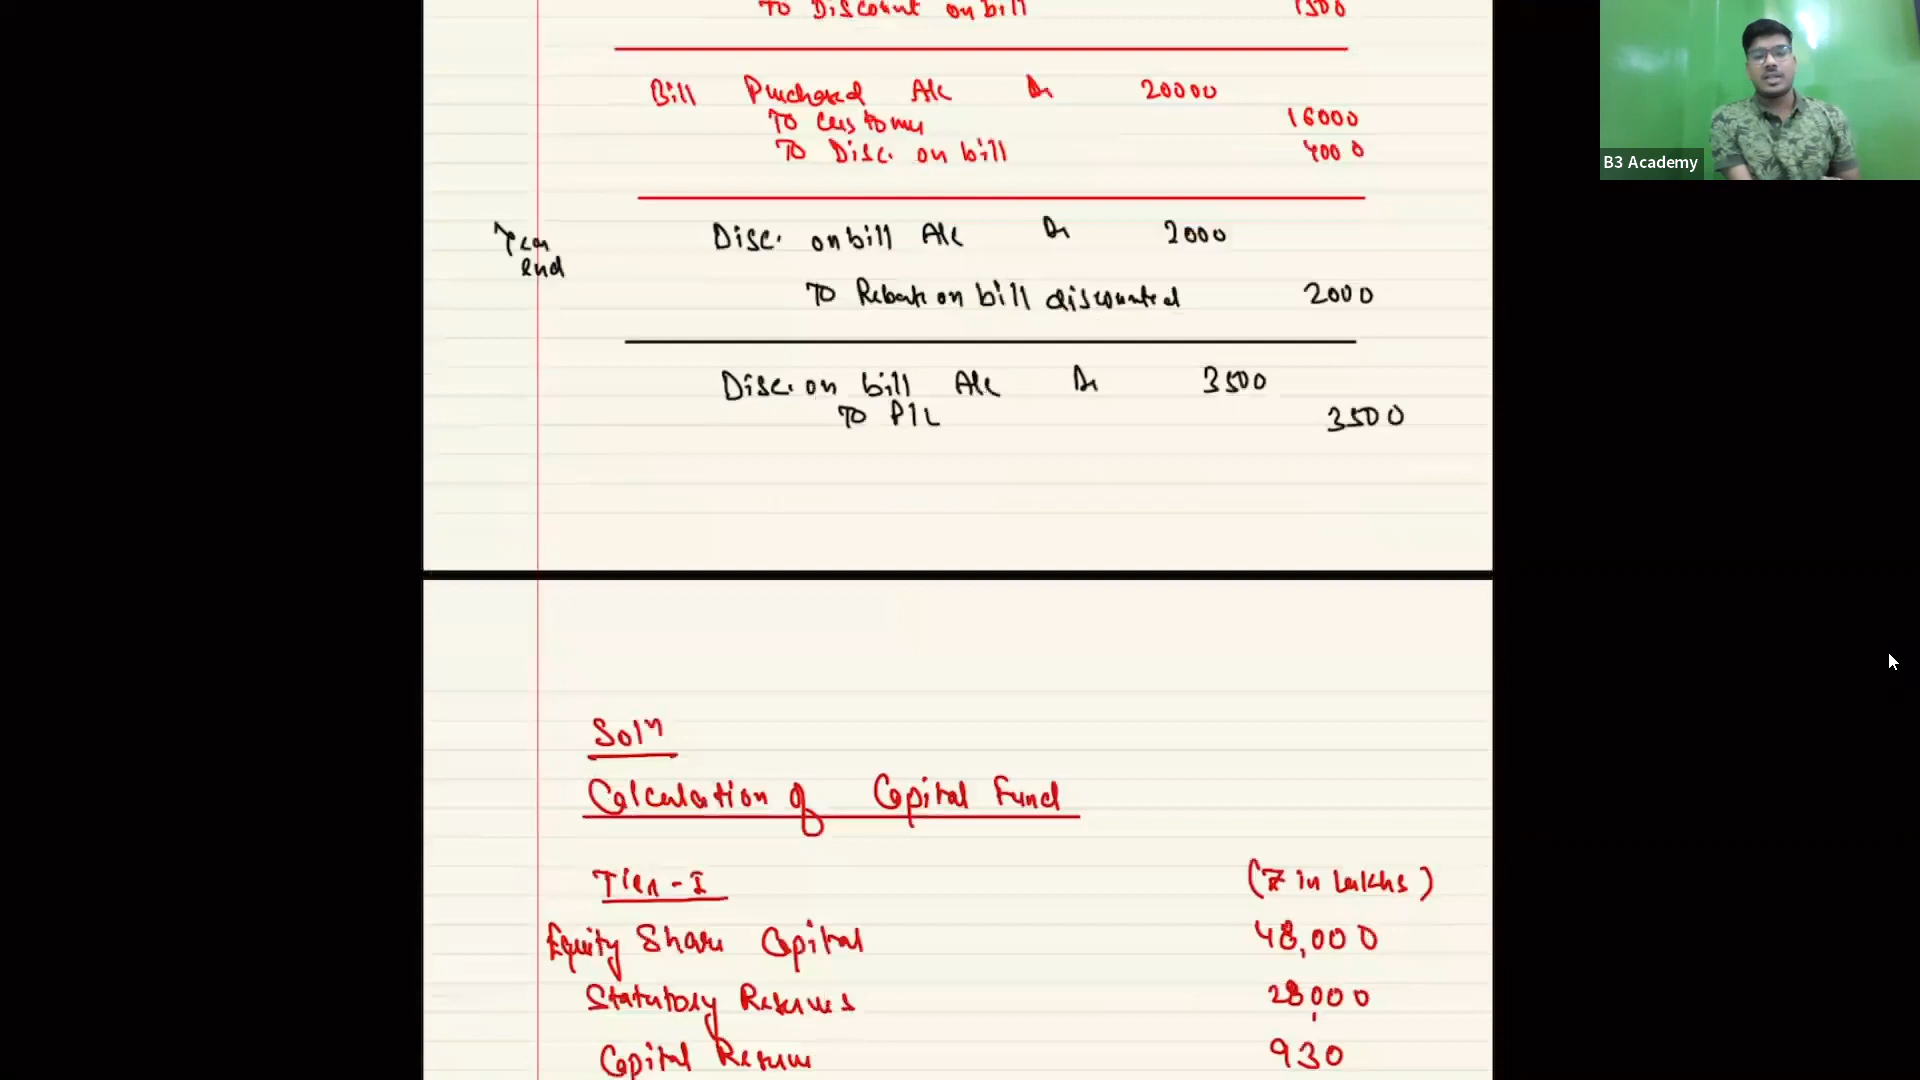 To Discount on bill 1500
Bill Purchased A/c Dr 20000
To Customer 16000
To Disc. on bill 4000
Year end
Disc. on bill A/c Dr 2000
To Rebate on bill discounted 2000
Disc. on bill A/c Dr 3500
To P/L 3500
Solⁿ
Calculation of Capital Fund
Tier-I (₹ in Lakhs)
Equity Share Capital 48,000
Statutory Reserves 28,000
Capital Reserve 930
B3 Academy